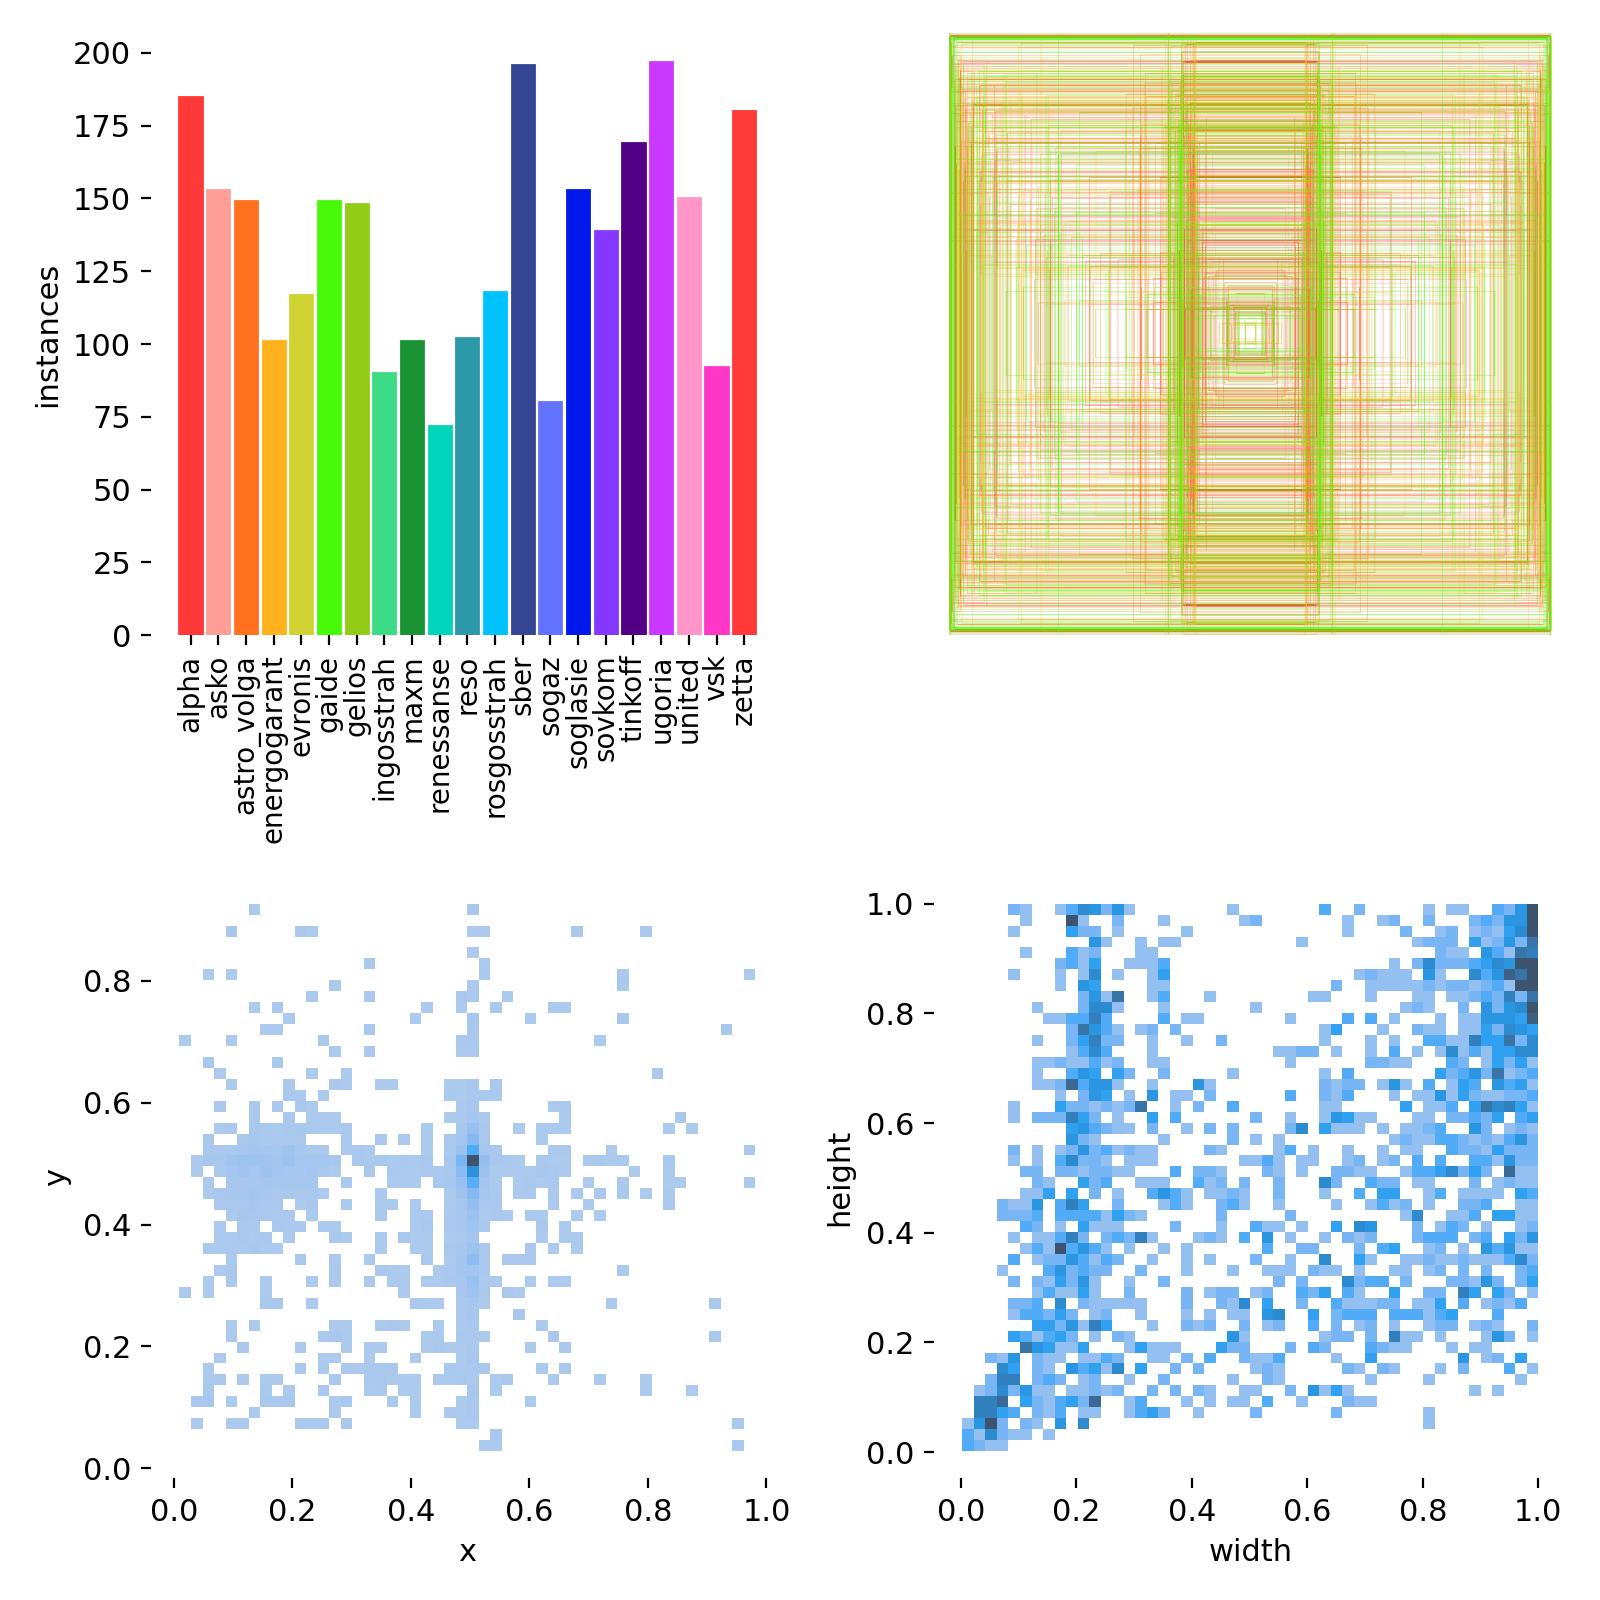 200
175
150
125
100
75
50
25
0
instances
alpha
asko
astro_volga
energogarant
evronis
gaide
gelios
ingosstrah
maxm
renessanse
reso
rosgosstrah
sber
sogaz
soglasie
sovkom
tinkoff
ugoria
united
vsk
zetta
0.8
0.6
0.4
0.2
0.0
y
0.0 0.2 0.4 0.6 0.8 1.0
x
1.0
0.8
0.6
0.4
0.2
0.0
height
0.0 0.2 0.4 0.6 0.8 1.0
width